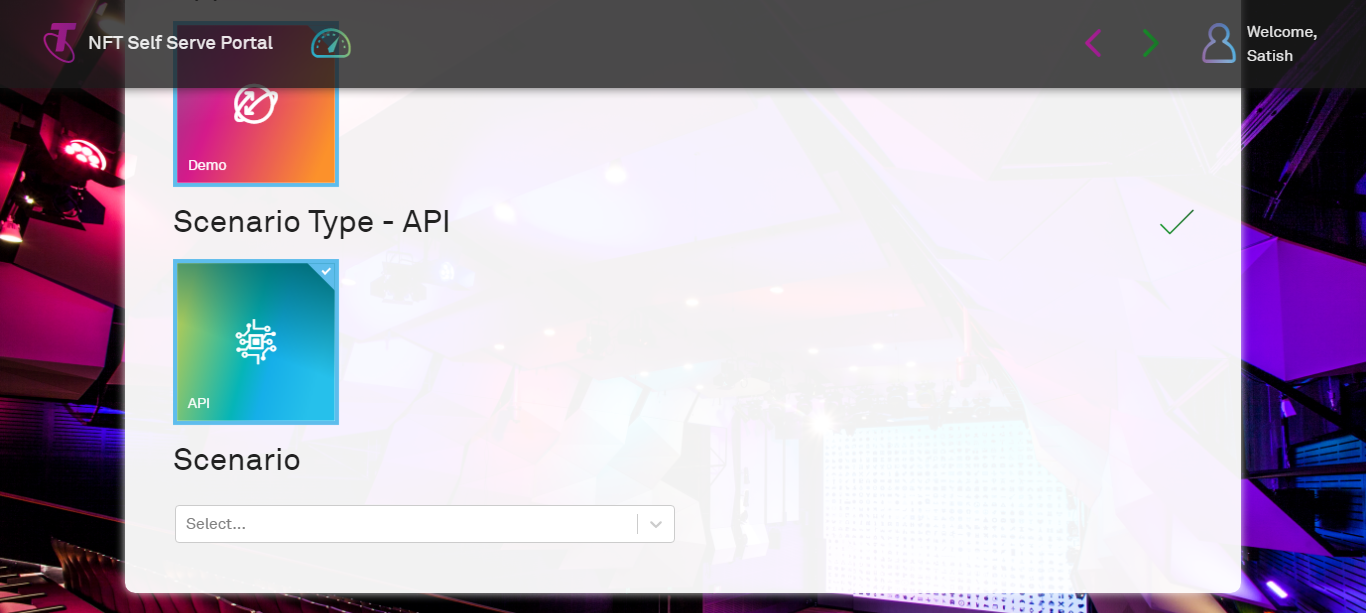 NFT Self Serve Portal
Welcome,
Satish
Demo
Scenario Type - API
API
Scenario
Select...